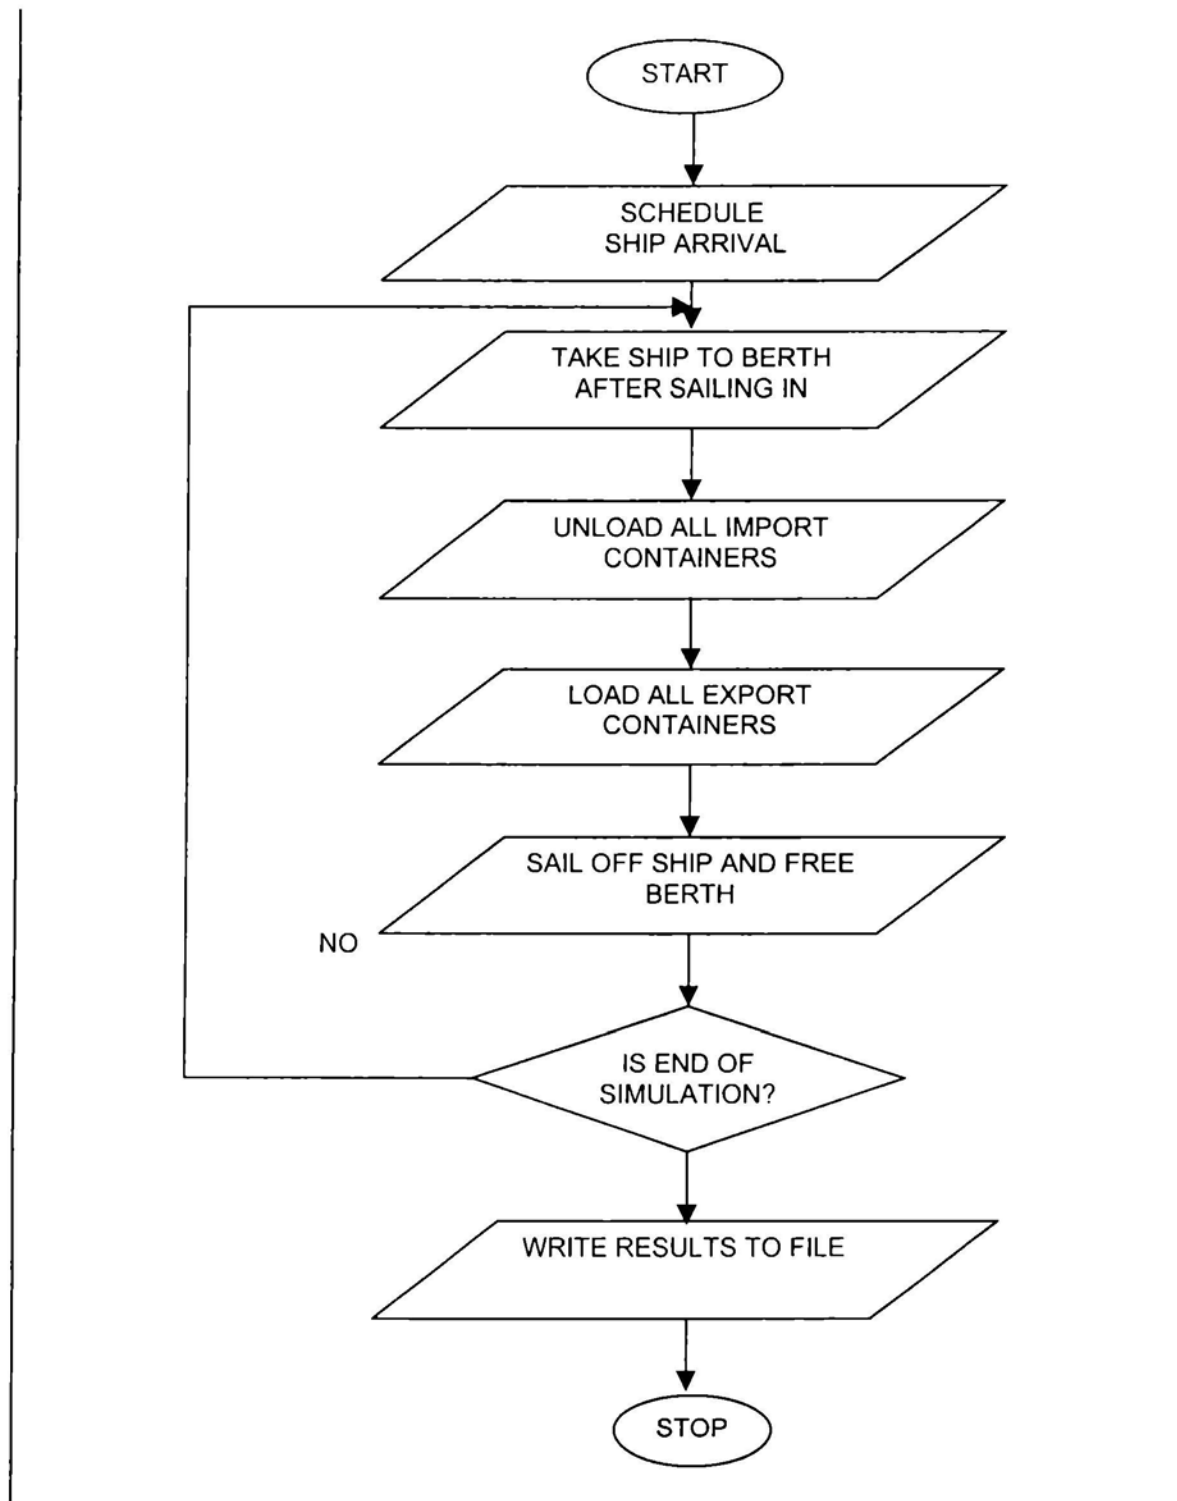 START
SCHEDULE
SHIP ARRIVAL
TAKE SHIP TO BERTH
AFTER SAILING IN
UNLOAD ALL IMPORT
CONTAINERS
LOAD ALL EXPORT
CONTAINERS
SAIL OFF SHIP AND FREE
BERTH
NO
IS END OF
SIMULATION?
WRITE RESULTS TO FILE
STOP